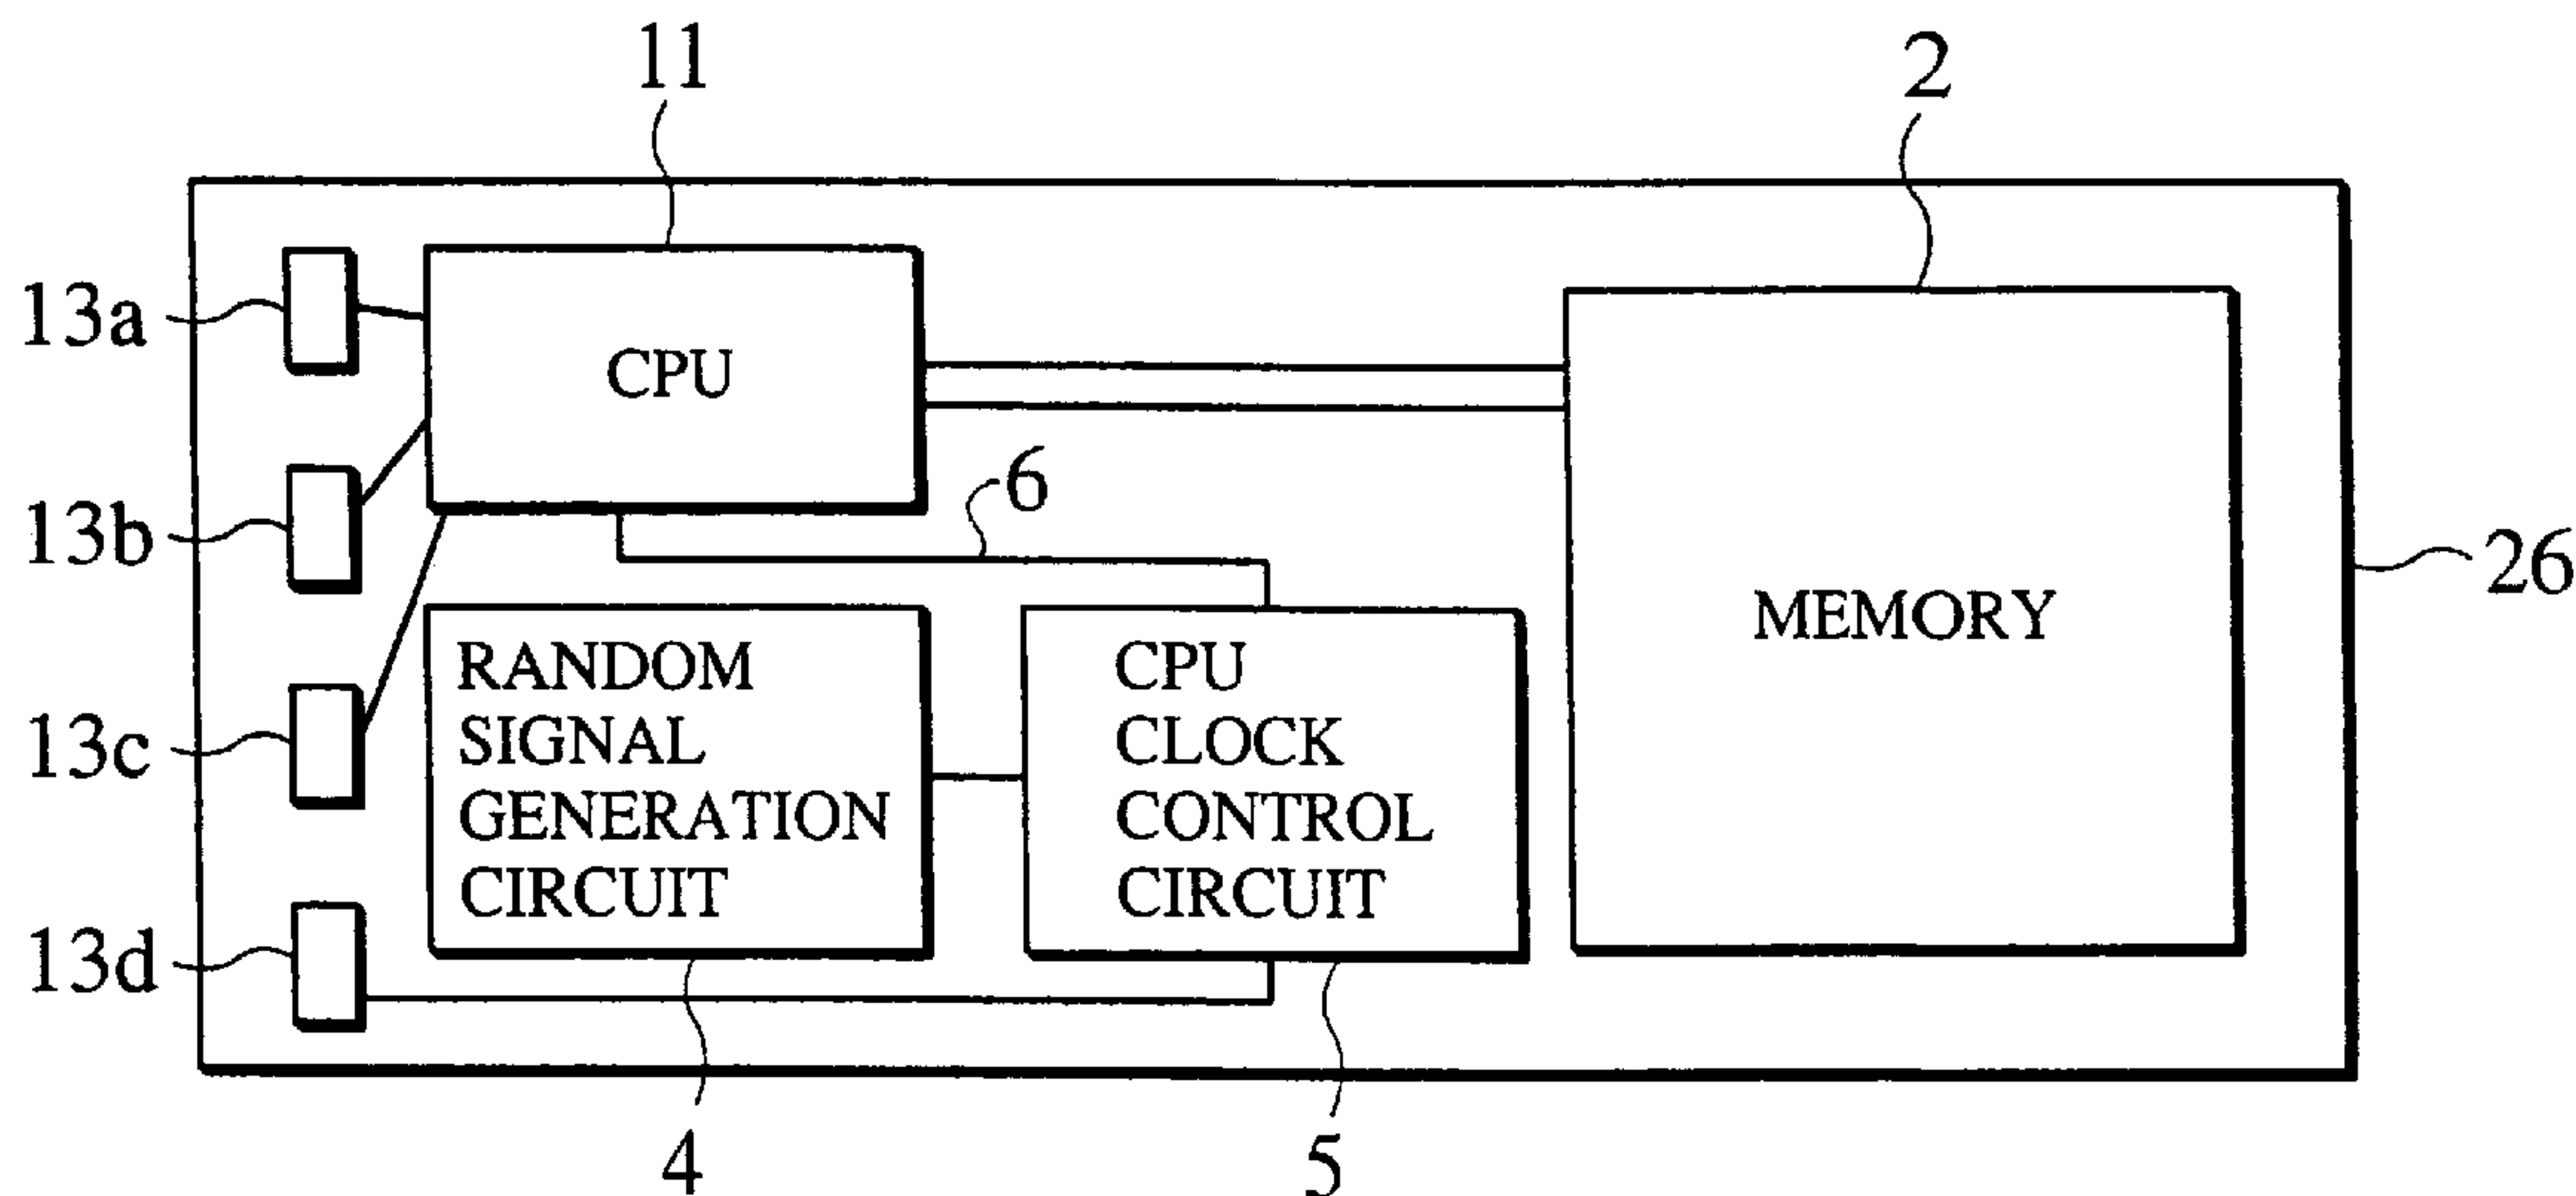 11
2
13a
CPU
6
13b
26
MEMORY
RANDOM
SIGNAL
GENERATION
CIRCUIT
CPU
CLOCK
CONTROL
CIRCUIT
13c
13d
4
5